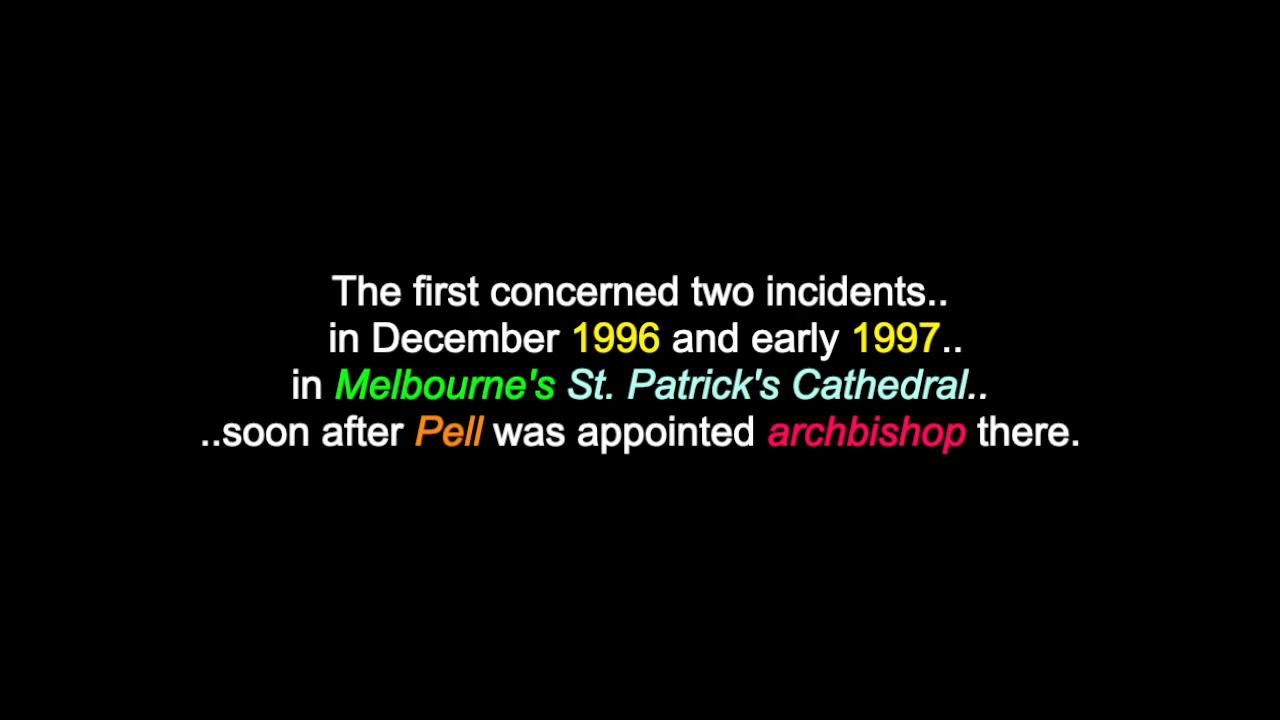 The first concerned two incidents..
in December 1996 and early 1997..
in Melbourne's St. Patrick's Cathedral..
..soon after Pell was appointed archbishop there.